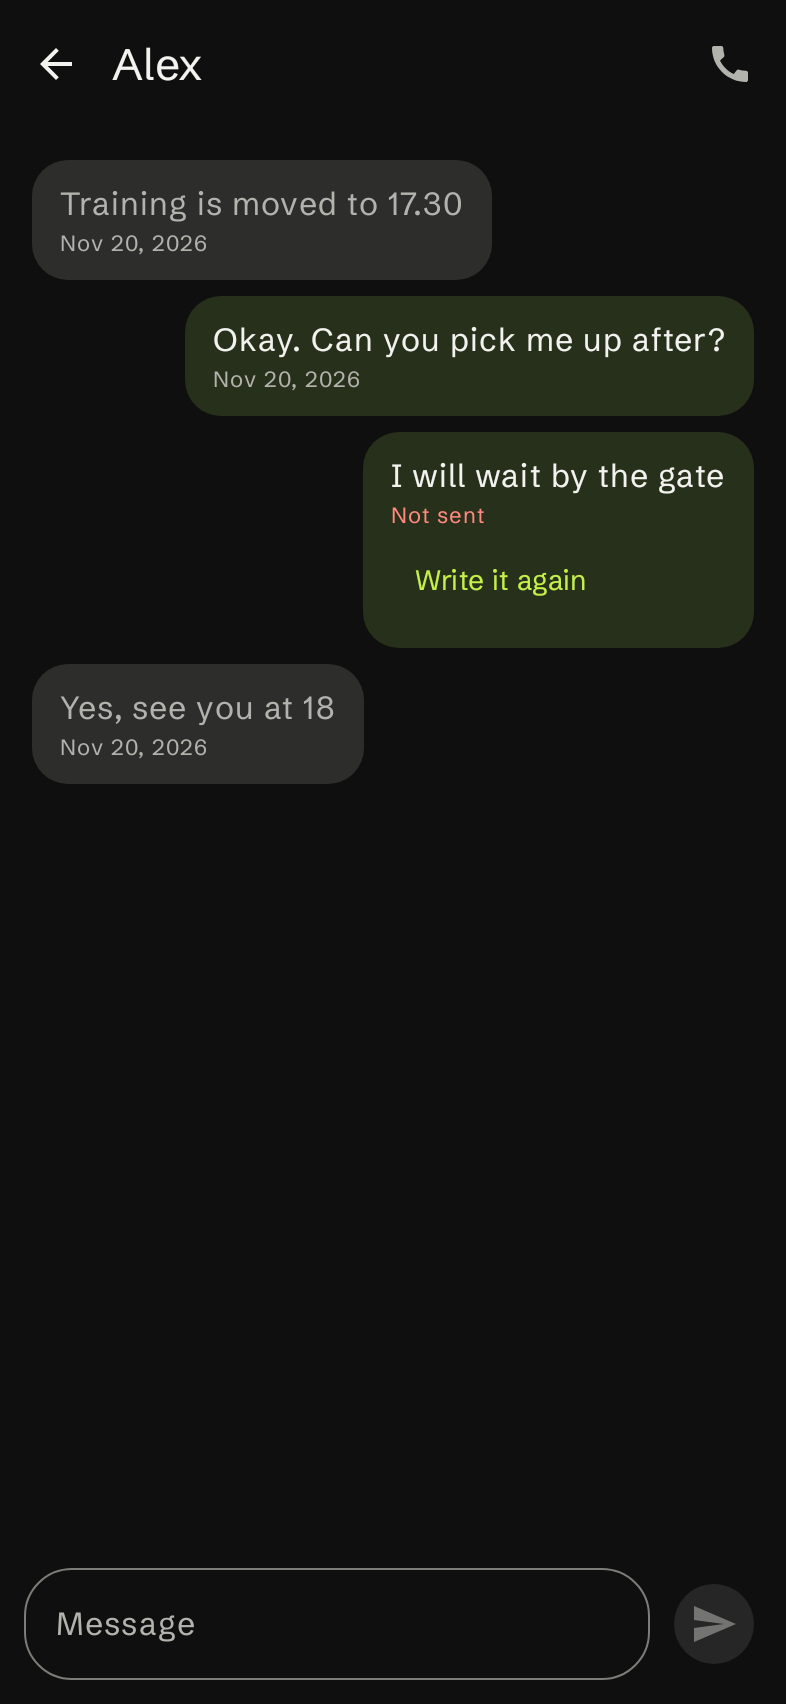 Alex
Training is moved to 17.30
Nov 20, 2026
Okay. Can you pick me up after?
Nov 20, 2026
I will wait by the gate
Not sent
Write it again
Yes, see you at 18
Nov 20, 2026
Message